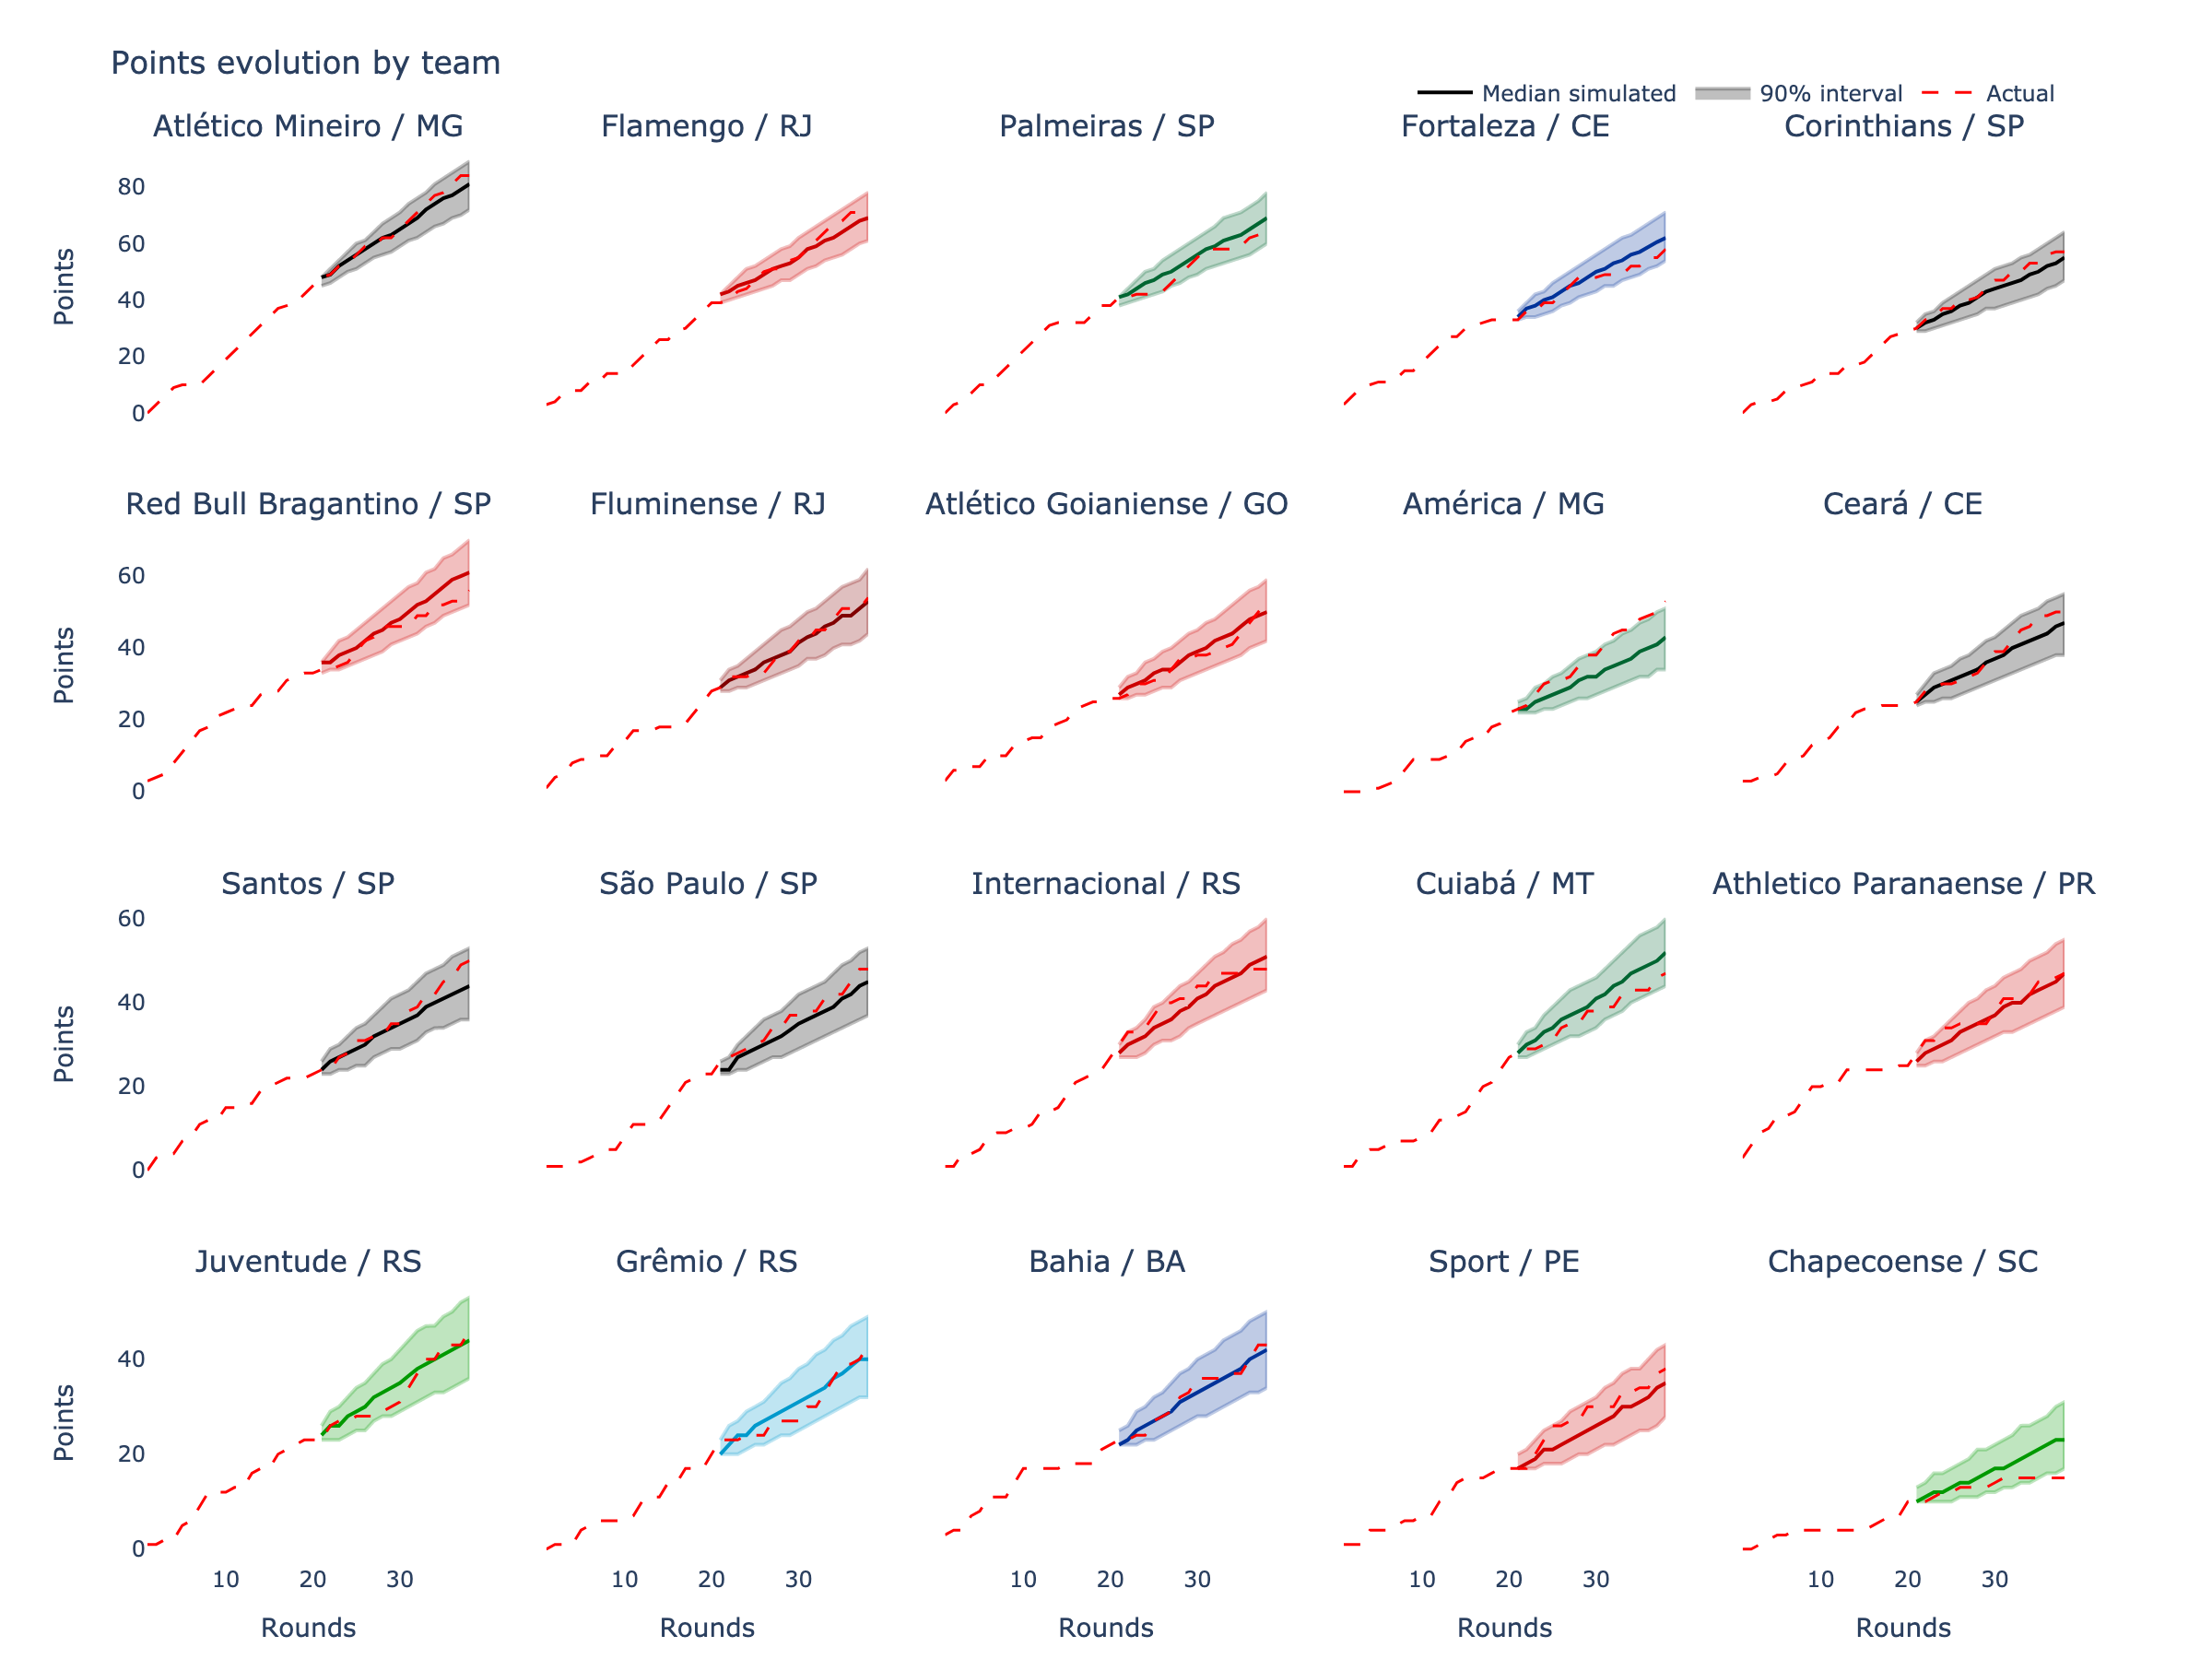 Points evolution by team
Median simulated 90% interval Actual
Atlético Mineiro / MG Flamengo / RJ Palmeiras / SP Fortaleza / CE Corinthians / SP
80
60
40
20
0
Points
Red Bull Bragantino / SP Fluminense / RJ Atlético Goianiense / GO América / MG Ceará / CE
60
40
20
0
Points
Santos / SP São Paulo / SP Internacional / RS Cuiabá / MT Athletico Paranaense / PR
60
40
20
0
Points
Juventude / RS Grêmio / RS Bahia / BA Sport / PE Chapecoense / SC
40
20
0
Points
10 20 30 10 20 30 10 20 30 10 20 30 10 20 30
Rounds Rounds Rounds Rounds Rounds